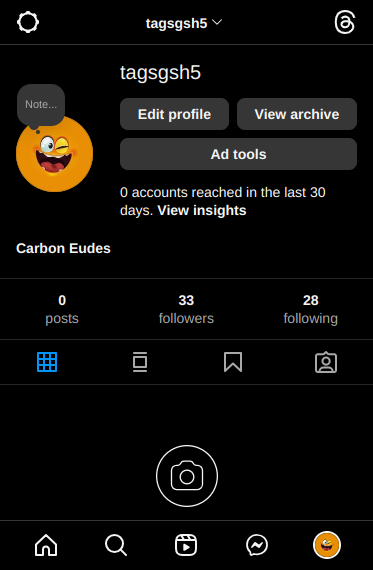 tagsgsh5
tagsgsh5
Note...
Edit profile
View archive
Ad tools
0 accounts reached in the last 30
days. View insights
Carbon Eudes
0
posts
33
followers
28
following